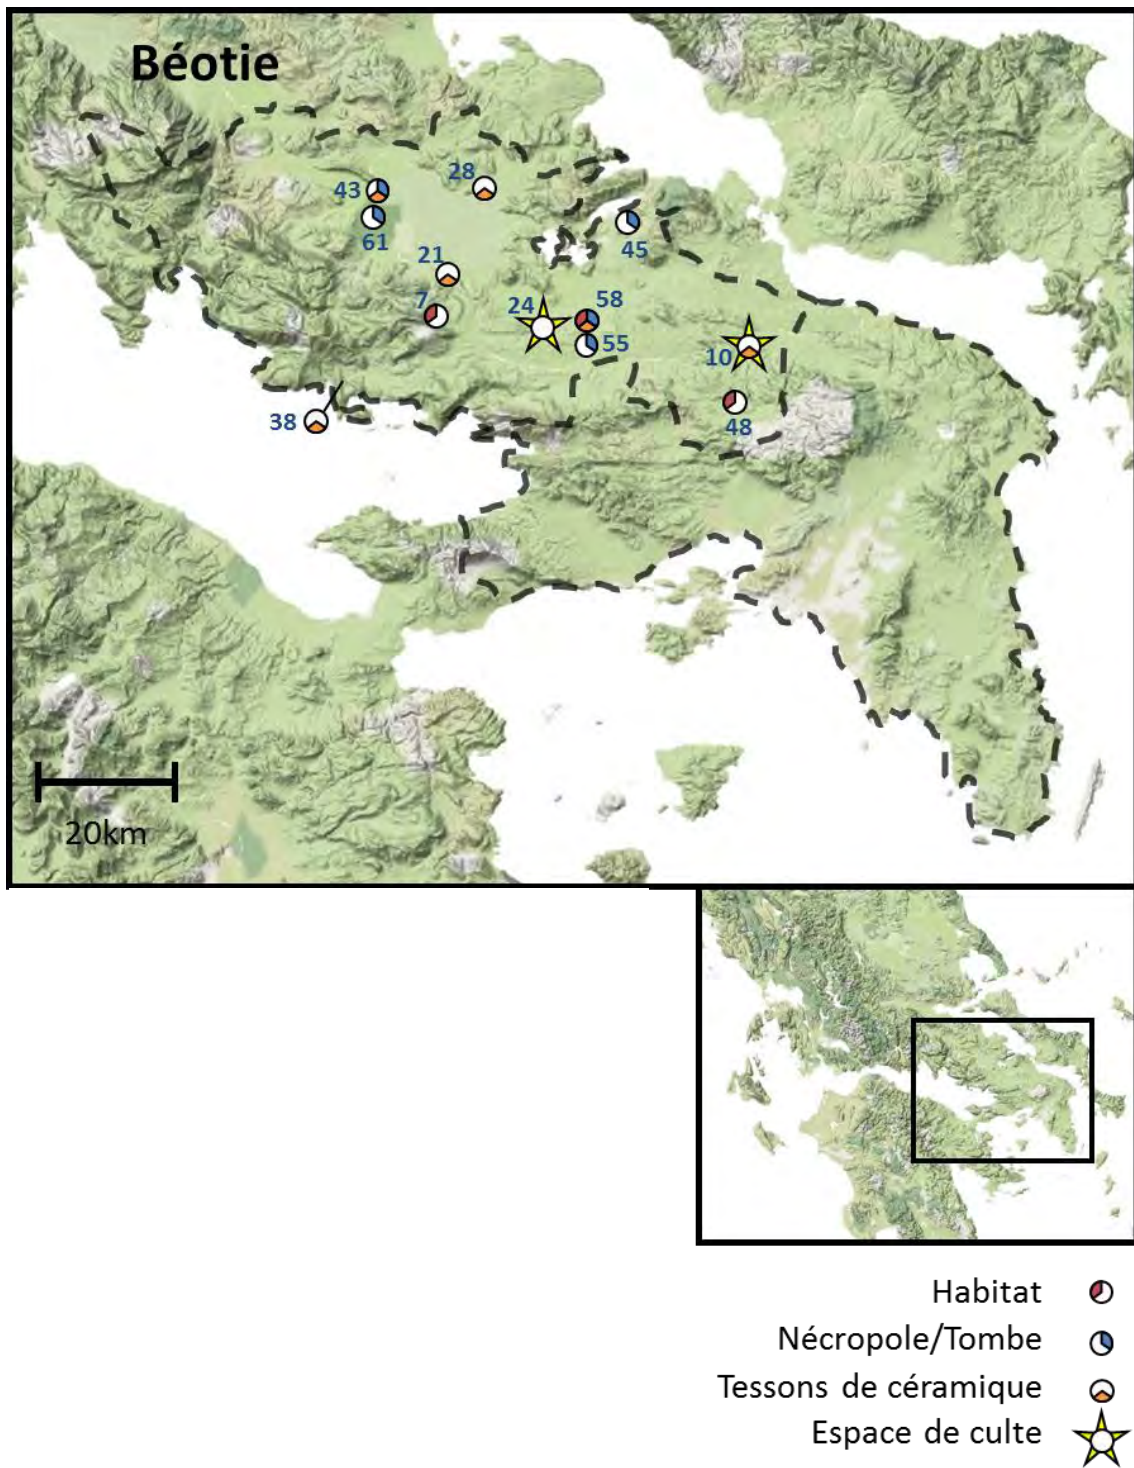 Béotie
43
28
61
45
21
7
24
58
55
10
48
38
20km
Habitat
Nécropole/Tombe
Tessons de céramique
Espace de culte